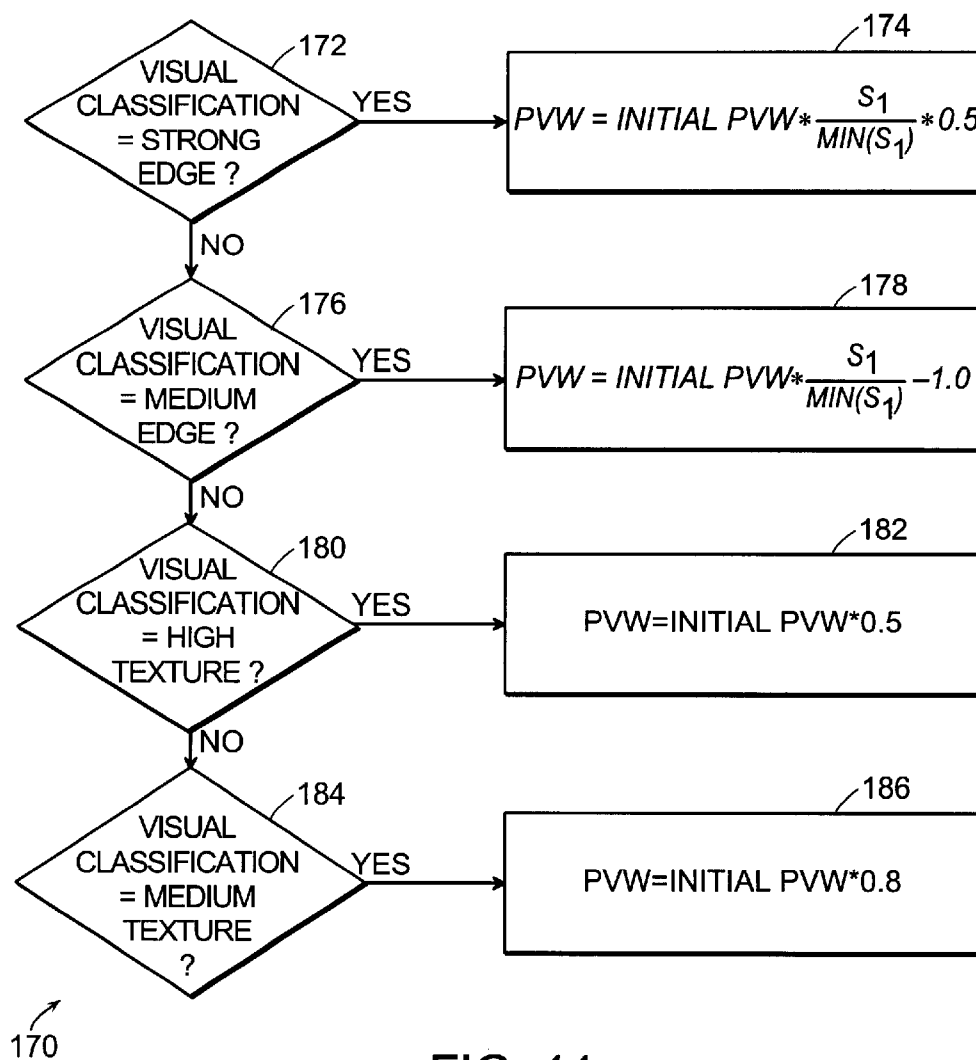 172
VISUAL
CLASSIFICATION
= STRONG
EDGE ?
YES
174
PVW = INITIAL PVW* S1/MIN(S1) *0.5
NO
176
VISUAL
CLASSIFICATION
= MEDIUM
EDGE ?
YES
178
PVW = INITIAL PVW* S1/MIN(S1) –1.0
NO
180
VISUAL
CLASSIFICATION
= HIGH
TEXTURE ?
YES
182
PVW=INITIAL PVW*0.5
NO
184
VISUAL
CLASSIFICATION
= MEDIUM
TEXTURE
?
YES
186
PVW=INITIAL PVW*0.8
170